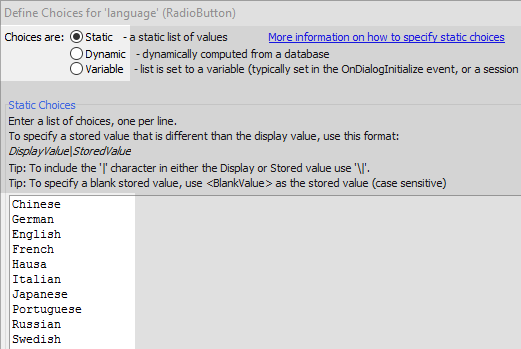 Define Choices for 'language' (RadioButton)
Choices are: Static - a static list of values More information on how to specify static choices
Dynamic - dynamically computed from a database
Variable - list is set to a variable (typically set in the OnDialogInitialize event, or a session
Static Choices
Enter a list of choices, one per line.
To specify a stored value that is different than the display value, use this format:
DisplayValue|StoredValue
Tip: To include the '|' character in either the Display or Stored value use '\|'.
Tip: To specify a blank stored value, use <BlankValue> as the stored value (case sensitive)
Chinese
German
English
French
Hausa
Italian
Japanese
Portuguese
Russian
Swedish